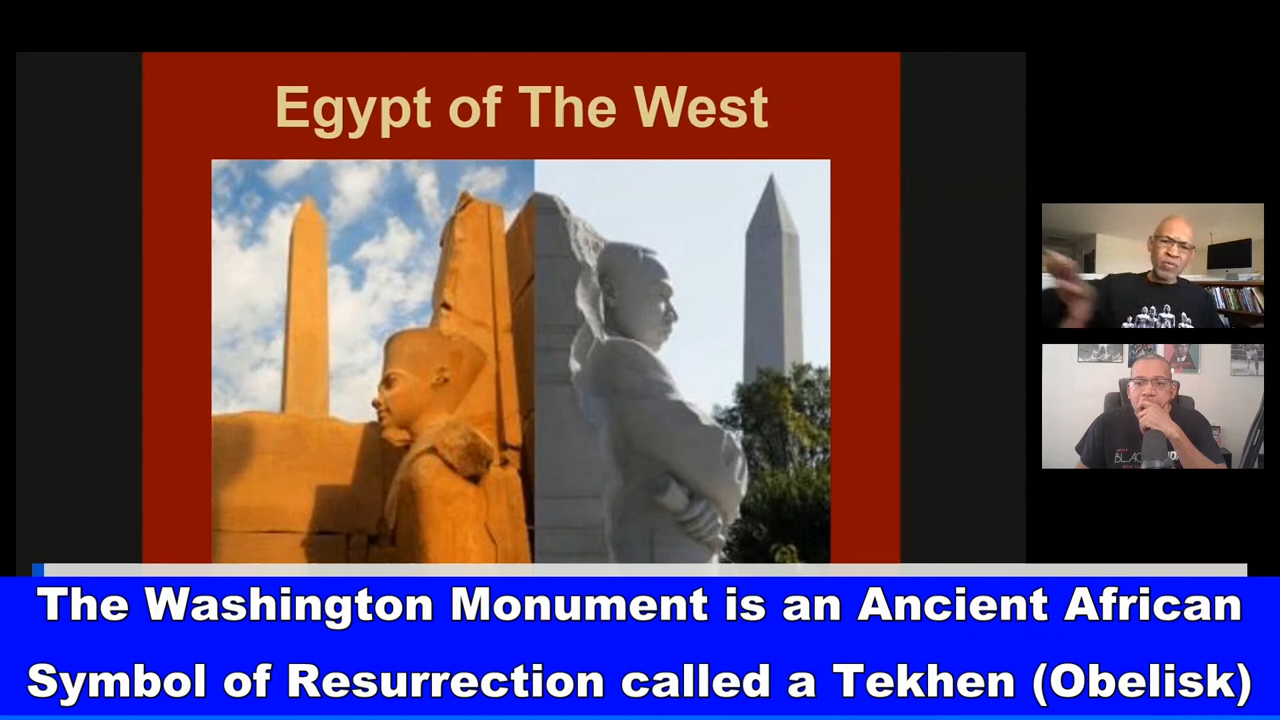 Egypt of The West
The Washington Monument is an Ancient African
Symbol of Resurrection called a Tekhen (Obelisk)